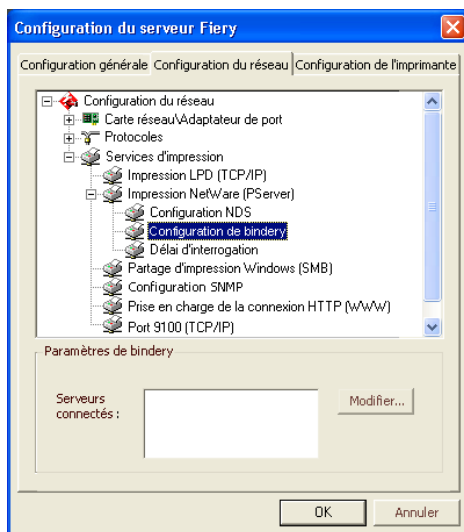 Configuration du serveur Fiery
Configuration générale Configuration du réseau Configuration de l'imprimante
Configuration du réseau
Carte réseau\Adaptateur de port
Protocoles
Services d'impression
Impression LPD (TCP/IP)
Impression NetWare (PServer)
Configuration NDS
Configuration de bindery
Délai d'interrogation
Partage d'impression Windows (SMB)
Configuration SNMP
Prise en charge de la connexion HTTP (WWW)
Port 9100 (TCP/IP)
Paramètres de bindery
Serveurs
connectés :
Modifier...
OK Annuler